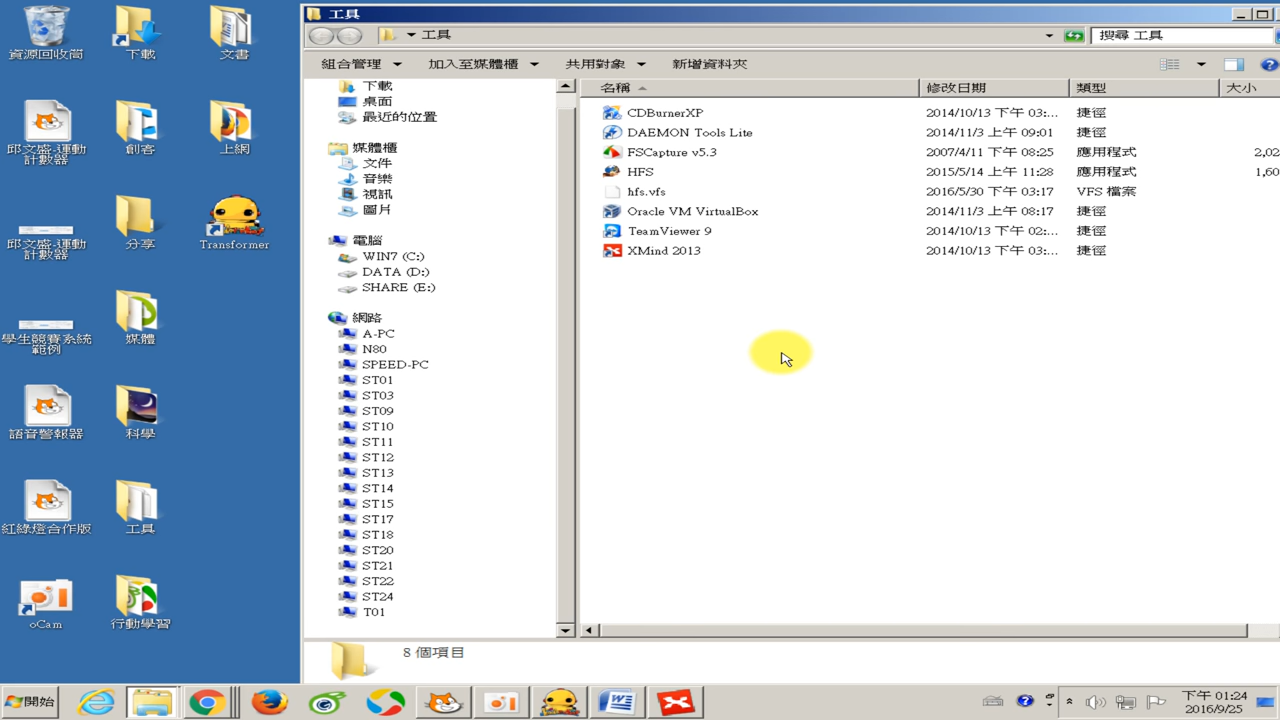 資源回收筒
下載
文書
邱文盛-運動
計數器
創客
上網
邱文盛-運動
計數器
分享
Transformer
學生競賽系統
範例
媒體
語音警報器
科學
紅綠燈合作版
工具
oCam
行動學習
工具
工具
搜尋 工具
組合管理
加入至媒體櫃
共用對象
新增資料夾
下載
桌面
最近的位置
媒體櫃
文件
音樂
視訊
圖片
電腦
WIN7 (C:)
DATA (D:)
SHARE (E:)
網路
A-PC
N80
SPEED-PC
ST01
ST03
ST09
ST10
ST11
ST12
ST13
ST14
ST15
ST17
ST18
ST20
ST21
ST22
ST24
T01
名稱 修改日期 類型 大小
CDBurnerXP 2014/10/13 下午 03:... 捷徑
DAEMON Tools Lite 2014/11/3 上午 09:01 捷徑
FSCapture v5.3 2007/4/11 下午 08:25 應用程式 2,02
HFS 2015/5/14 上午 11:28 應用程式 1,60
hfs.vfs 2016/5/30 下午 03:17 VFS 檔案
Oracle VM VirtualBox 2014/11/3 上午 08:17 捷徑
TeamViewer 9 2014/10/13 下午 02:... 捷徑
XMind 2013 2014/10/13 下午 03:... 捷徑
8 個項目
開始
下午 01:24
2016/9/25